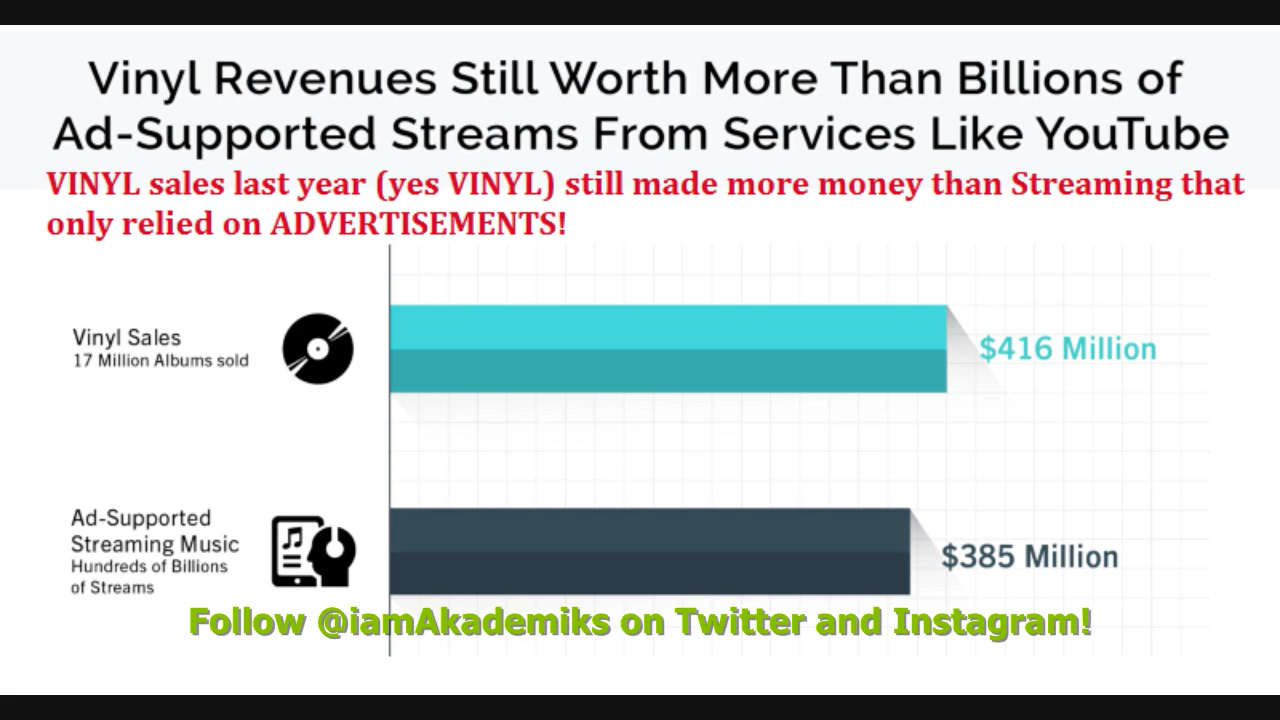 Vinyl Revenues Still Worth More Than Billions of
Ad-Supported Streams From Services Like YouTube
VINYL sales last year (yes VINYL) still made more money than Streaming that
only relied on ADVERTISEMENTS!
Vinyl Sales
17 Million Albums sold
$416 Million
Ad-Supported
Streaming Music
Hundreds of Billions
of Streams
$385 Million
Follow @iamAkademiks on Twitter and Instagram!